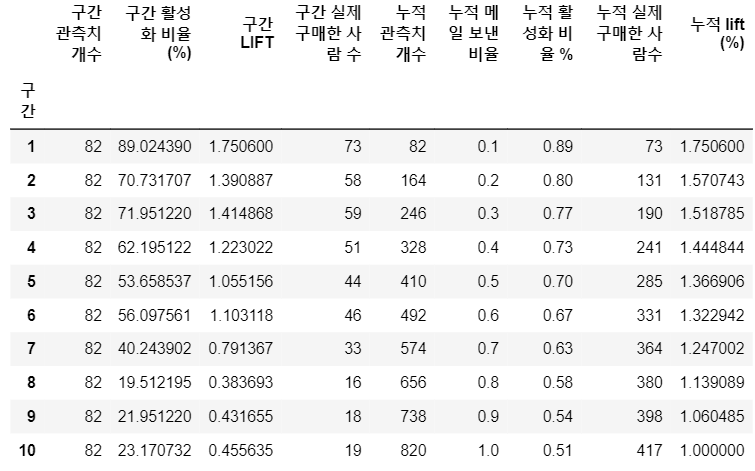 구간 관측치 개수 구간 활성화 비율 (%) 구간 LIFT 구간 실제 구매한 사람 수 누적 관측치 개수 누적 메일 보낸 비율 누적 활성화 비율 % 누적 실제 구매한 사람수 누적 lift (%)
구간
1 82 89.024390 1.750600 73 82 0.1 0.89 73 1.750600
2 82 70.731707 1.390887 58 164 0.2 0.80 131 1.570743
3 82 71.951220 1.414868 59 246 0.3 0.77 190 1.518785
4 82 62.195122 1.223022 51 328 0.4 0.73 241 1.444844
5 82 53.658537 1.055156 44 410 0.5 0.70 285 1.366906
6 82 56.097561 1.103118 46 492 0.6 0.67 331 1.322942
7 82 40.243902 0.791367 33 574 0.7 0.63 364 1.247002
8 82 19.512195 0.383693 16 656 0.8 0.58 380 1.139089
9 82 21.951220 0.431655 18 738 0.9 0.54 398 1.060485
10 82 23.170732 0.455635 19 820 1.0 0.51 417 1.000000